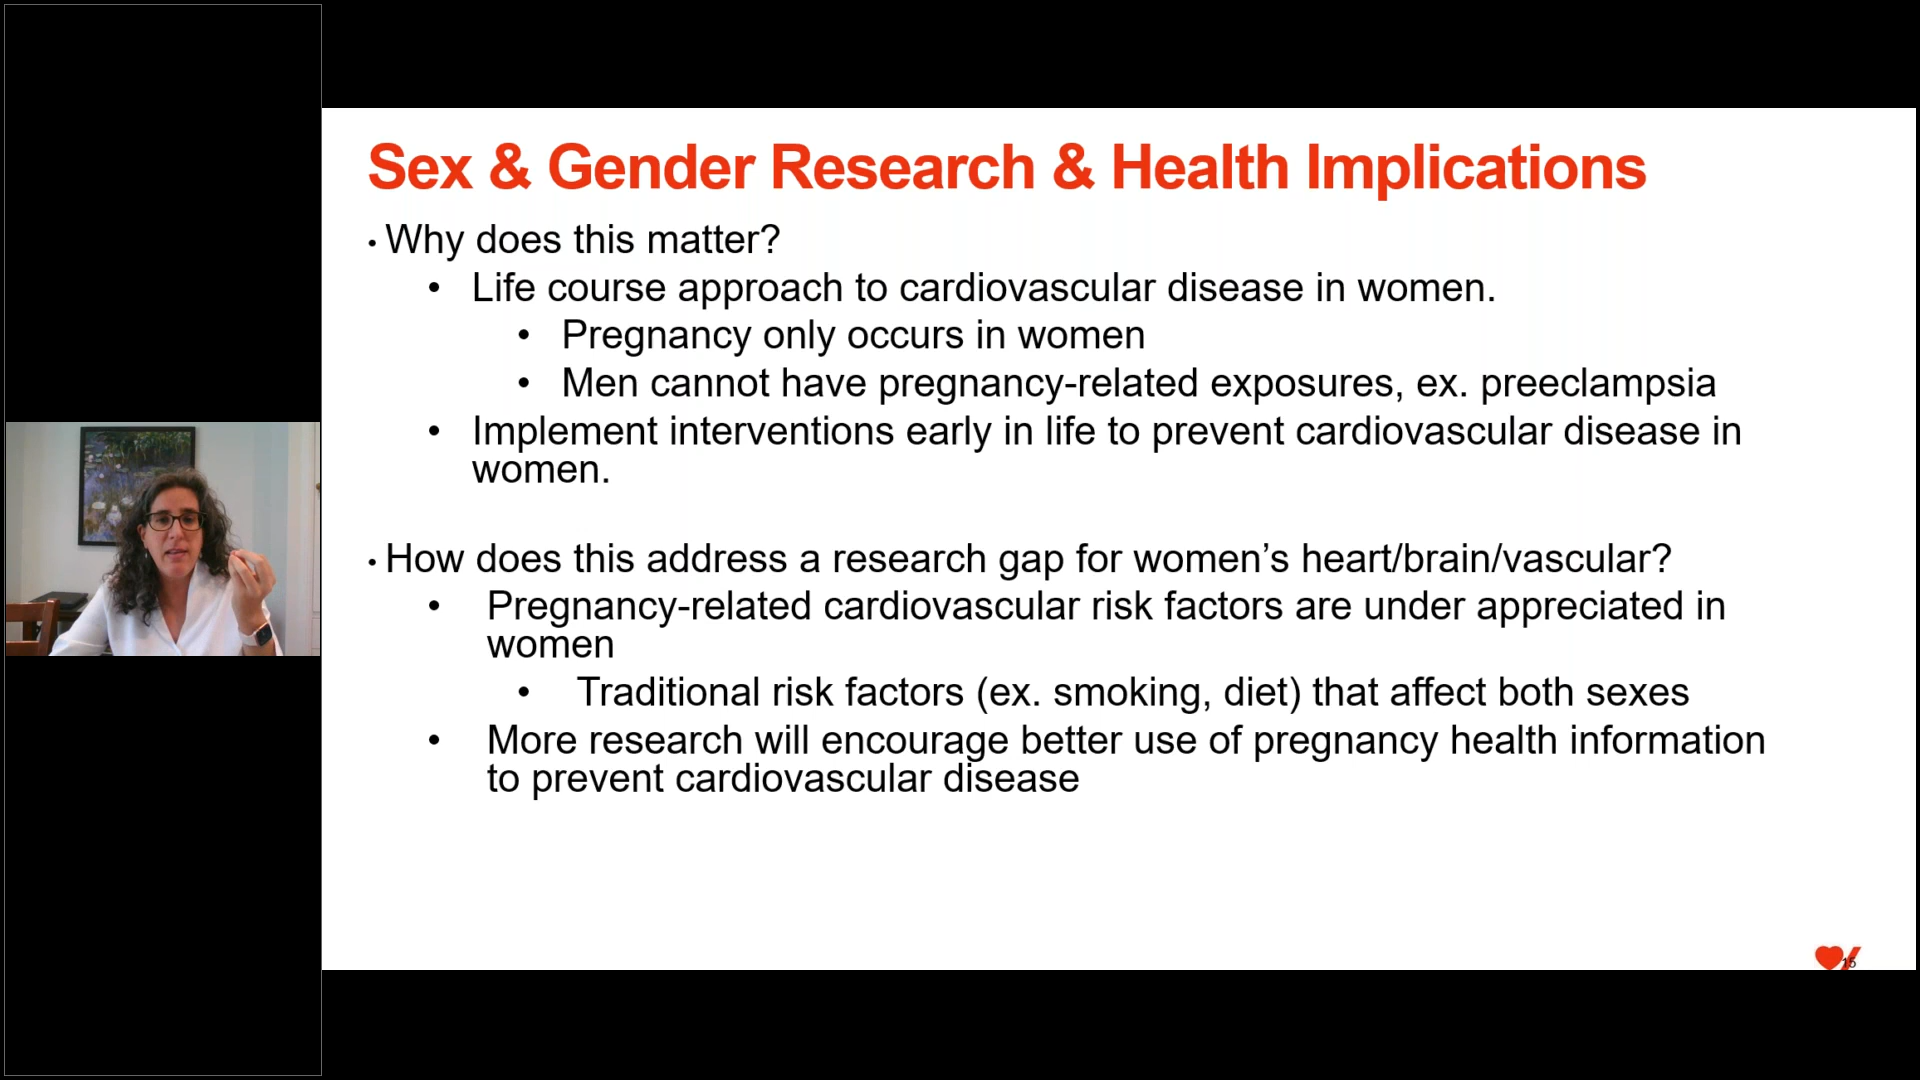 Sex & Gender Research & Health Implications
• Why does this matter?
• Life course approach to cardiovascular disease in women.
• Pregnancy only occurs in women
• Men cannot have pregnancy-related exposures, ex. preeclampsia
• Implement interventions early in life to prevent cardiovascular disease in
women.
• How does this address a research gap for women’s heart/brain/vascular?
• Pregnancy-related cardiovascular risk factors are under appreciated in
women
• Traditional risk factors (ex. smoking, diet) that affect both sexes
• More research will encourage better use of pregnancy health information
to prevent cardiovascular disease
15